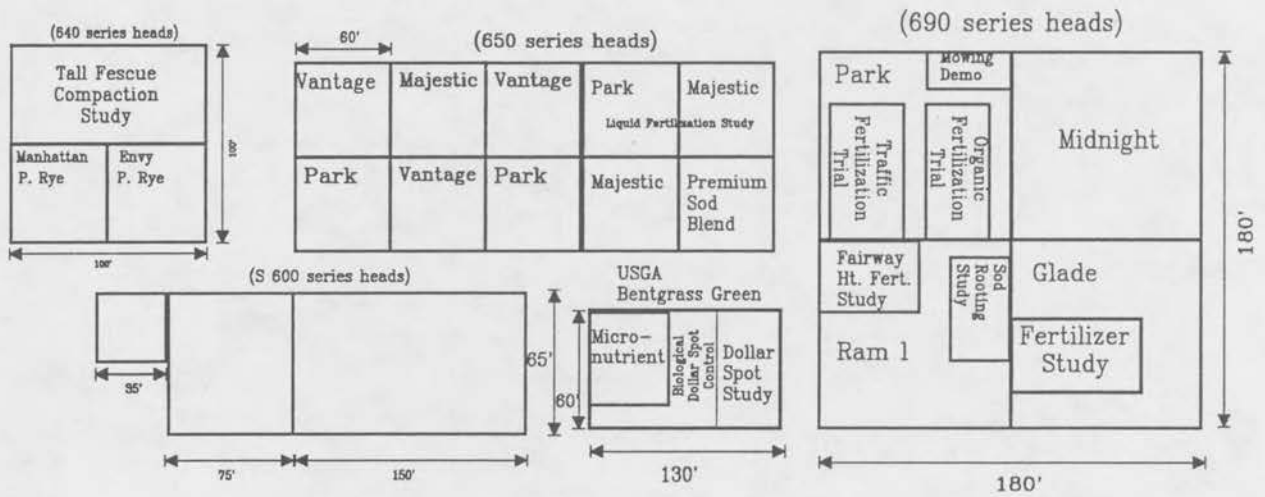 (640 series heads)
Tall Fescue
Compaction
Study
Manhattan
P. Rye
Envy
P. Rye
100'
100'
60'
(650 series heads)
Vantage
Majestic
Vantage
Park
Majestic
Liquid Fertilization Study
Park
Vantage
Park
Majestic
Premium
Sod
Blend
(690 series heads)
Park
Mowing
Demo
Midnight
Traffic
Fertilization
Trial
Organic
Fertilization
Trial
Fairway
Ht. Fert.
Study
Sod
Rooting
Study
Glade
Ram 1
Fertilizer
Study
180'
180'
(S 600 series heads)
35'
75'
150'
65'
USGA
Bentgrass Green
Micro-
nutrient
Biological
Dollar Spot
Control
Dollar
Spot
Study
60'
130'